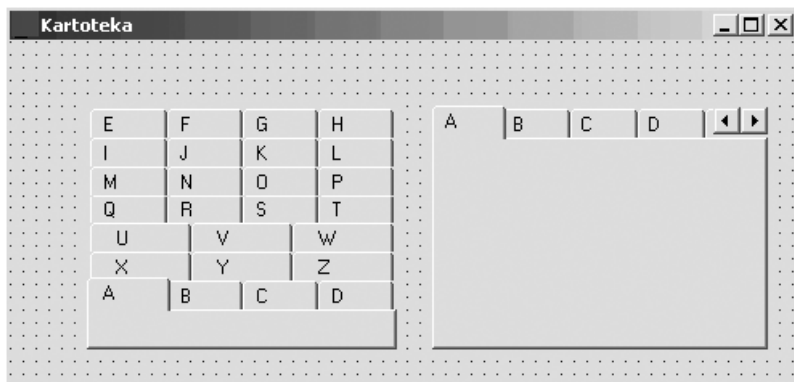 Kartoteka
E F G H
I J K L
M N O P
Q R S T
U V W
X Y Z
A B C D
A B C D